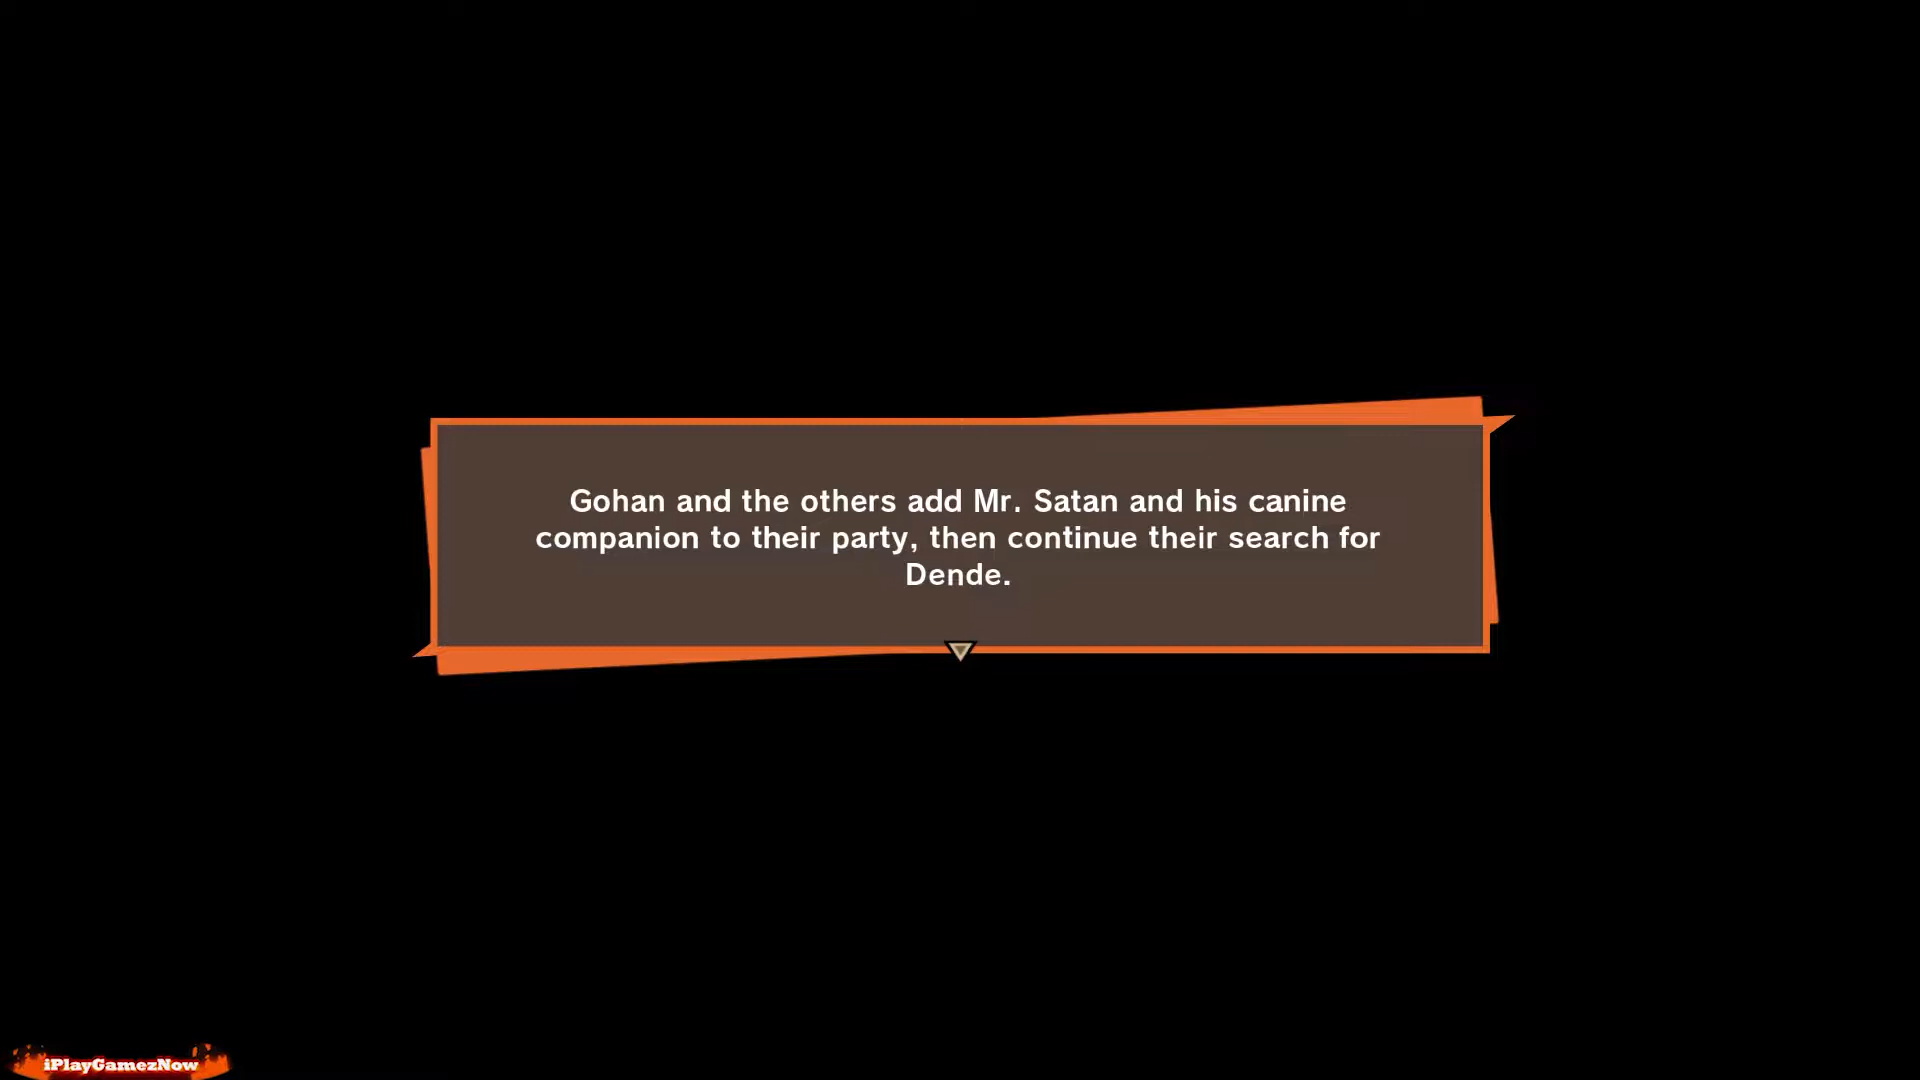 Gohan and the others add Mr. Satan and his canine
companion to their party, then continue their search for
Dende.
iPlayGamezNow